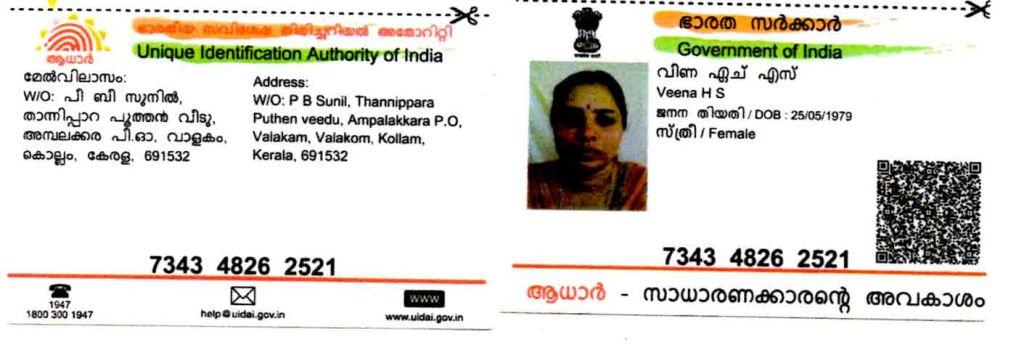 ഭാരതീയ സവിശേഷ തിരിച്ചറിയൽ അതോറിറ്റി
Unique Identification Authority of India
ആധാർ
മേൽവിലാസം:
W/O: പി ബി സുനിൽ,
താന്നിപ്പാറ പൂത്തൻ വീടു,
അമ്പലക്കര പി.ഓ, വാളകം,
കൊല്ലം, കേരള, 691532
Address:
W/O: P B Sunil, Thannippara
Puthen veedu, Ampalakkara P.O,
Valakam, Valakom, Kollam,
Kerala, 691532
7343 4826 2521
1947
1800 300 1947
help@uidai.gov.in
WWW
www.uidai.gov.in
ഭാരത സർക്കാർ
Government of India
വീണ ഏച് എസ്
Veena H S
ജനന തിയതി / DOB : 25/05/1979
സ്ത്രീ / Female
7343 4826 2521
ആധാർ - സാധാരണക്കാരന്റെ അവകാശം